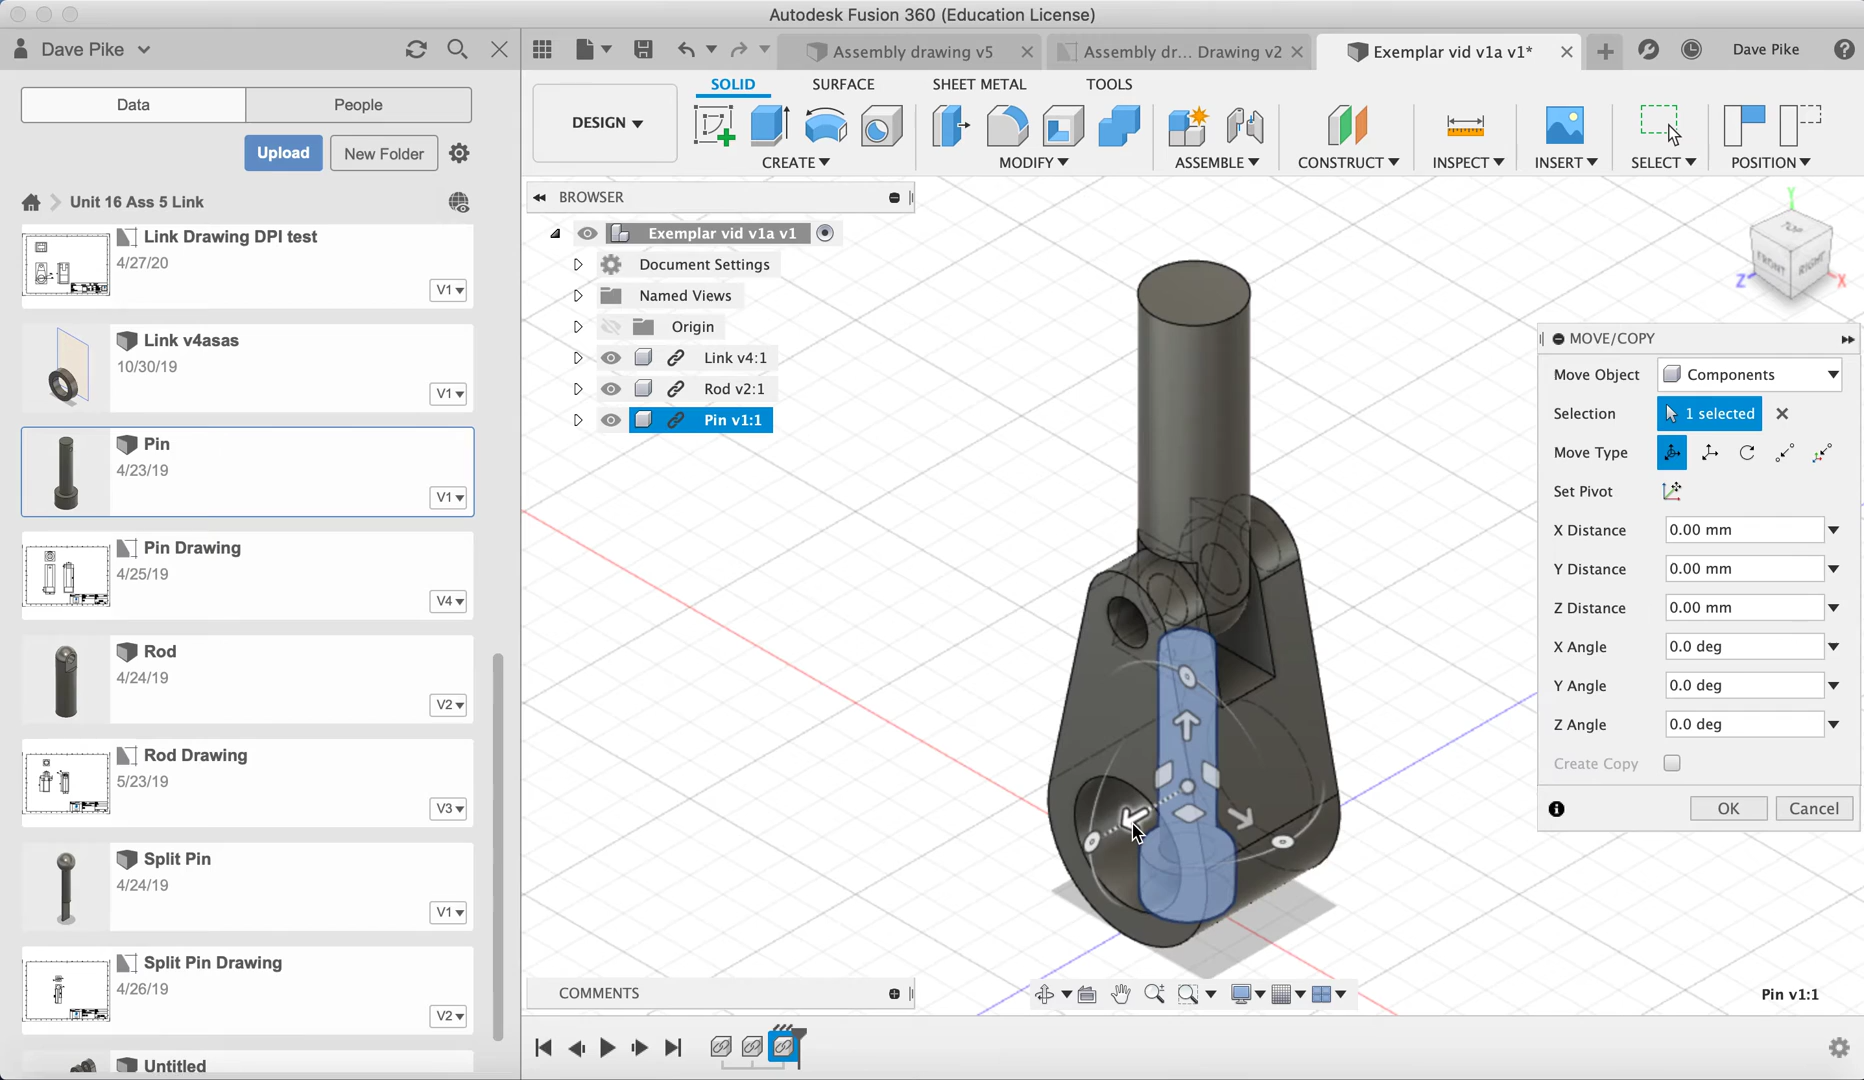 Autodesk Fusion 360 (Education License)
Dave Pike
Assembly drawing v5
Assembly dr... Drawing v2
Exemplar vid v1a v1*
Dave Pike
Data
People
SOLID
SURFACE
SHEET METAL
TOOLS
DESIGN
Upload
New Folder
CREATE
MODIFY
ASSEMBLE
CONSTRUCT
INSPECT
INSERT
SELECT
POSITION
Unit 16 Ass 5 Link
BROWSER
Link Drawing DPI test
4/27/20
V1
Link v4asas
10/30/19
V1
Pin
4/23/19
V1
Pin Drawing
4/25/19
V4
Rod
4/24/19
V2
Rod Drawing
5/23/19
V3
Split Pin
4/24/19
V1
Split Pin Drawing
4/26/19
V2
Untitled
Exemplar vid v1a v1
Document Settings
Named Views
Origin
Link v4:1
Rod v2:1
Pin v1:1
Y
TOP
FRONT
RIGHT
Z
X
MOVE/COPY
Move Object
Components
Selection
1 selected
Move Type
Set Pivot
X Distance
0.00 mm
Y Distance
0.00 mm
Z Distance
0.00 mm
X Angle
0.0 deg
Y Angle
0.0 deg
Z Angle
0.0 deg
Create Copy
OK
Cancel
COMMENTS
Pin v1:1